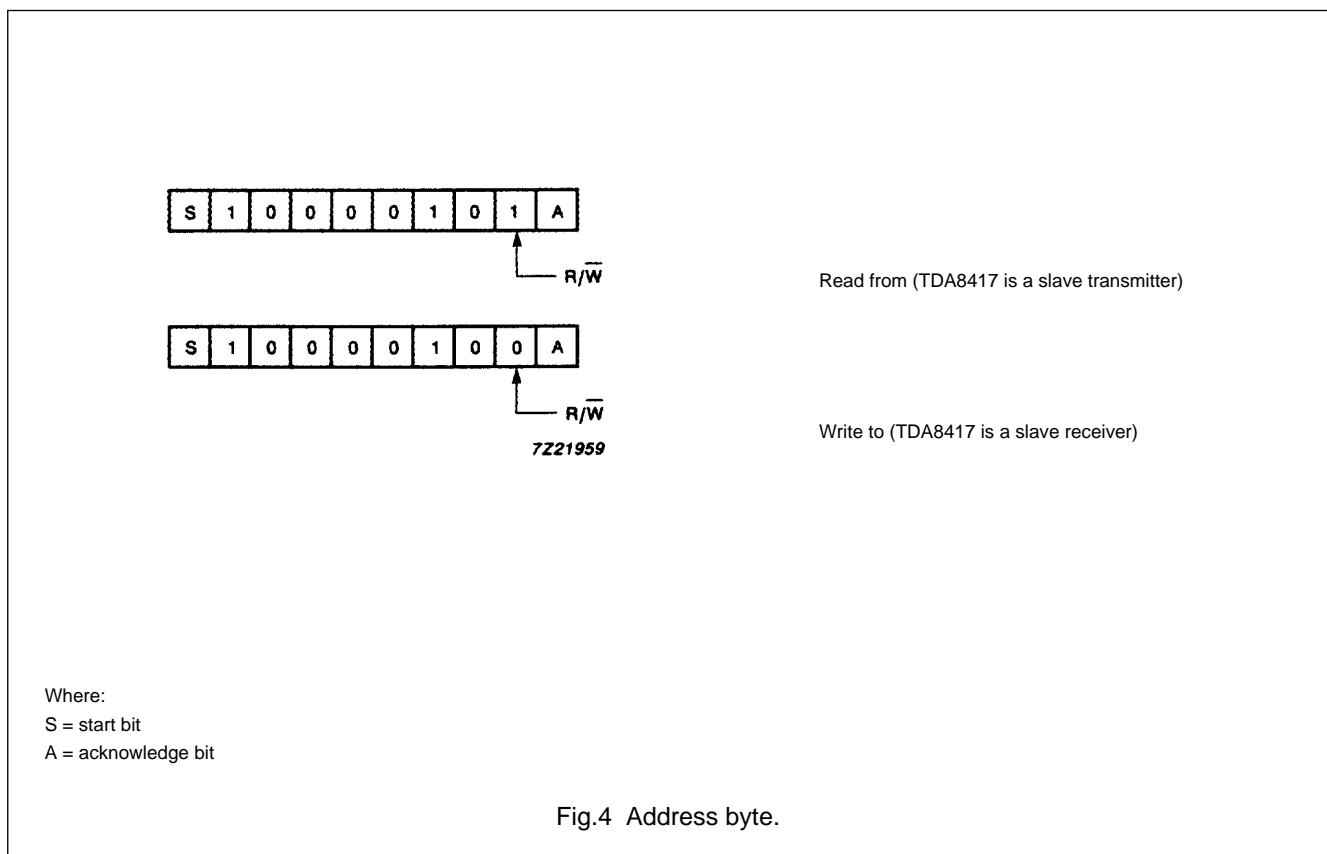 S 1 0 0 0 0 1 0 1 A
R/W̅
Read from (TDA8417 is a slave transmitter)
S 1 0 0 0 0 1 0 0 A
R/W̅
Write to (TDA8417 is a slave receiver)
7Z21959
Where:
S = start bit
A = acknowledge bit
Fig.4 Address byte.